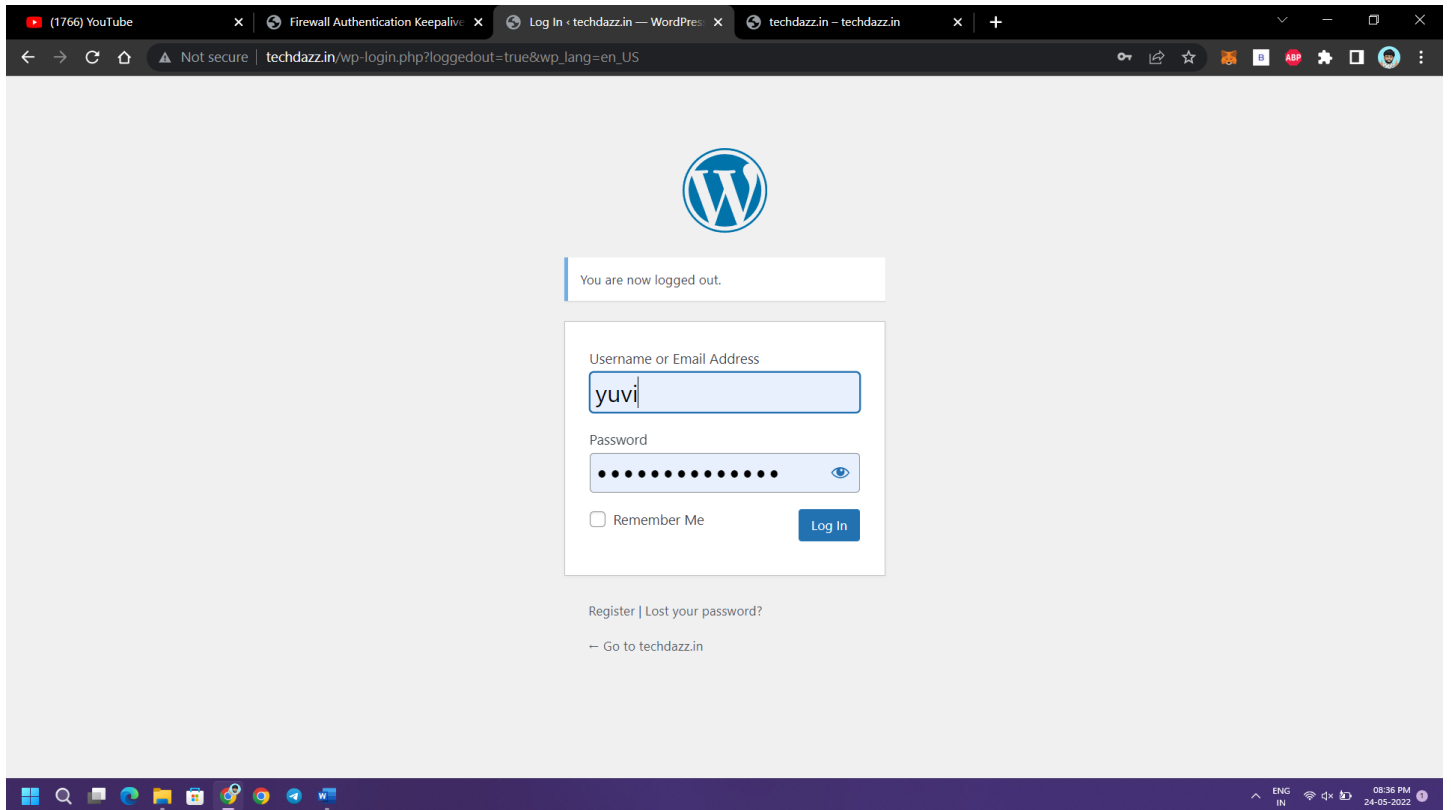 (1766) YouTube
Firewall Authentication Keepalive
Log In ‹ techdazz.in — WordPress
techdazz.in – techdazz.in
Not secure | techdazz.in/wp-login.php?loggedout=true&wp_lang=en_US
B
ABP
You are now logged out.
Username or Email Address
yuvi
Password
Remember Me
Log In
Register | Lost your password?
← Go to techdazz.in
W
ENG
IN
08:36 PM
24-05-2022
1